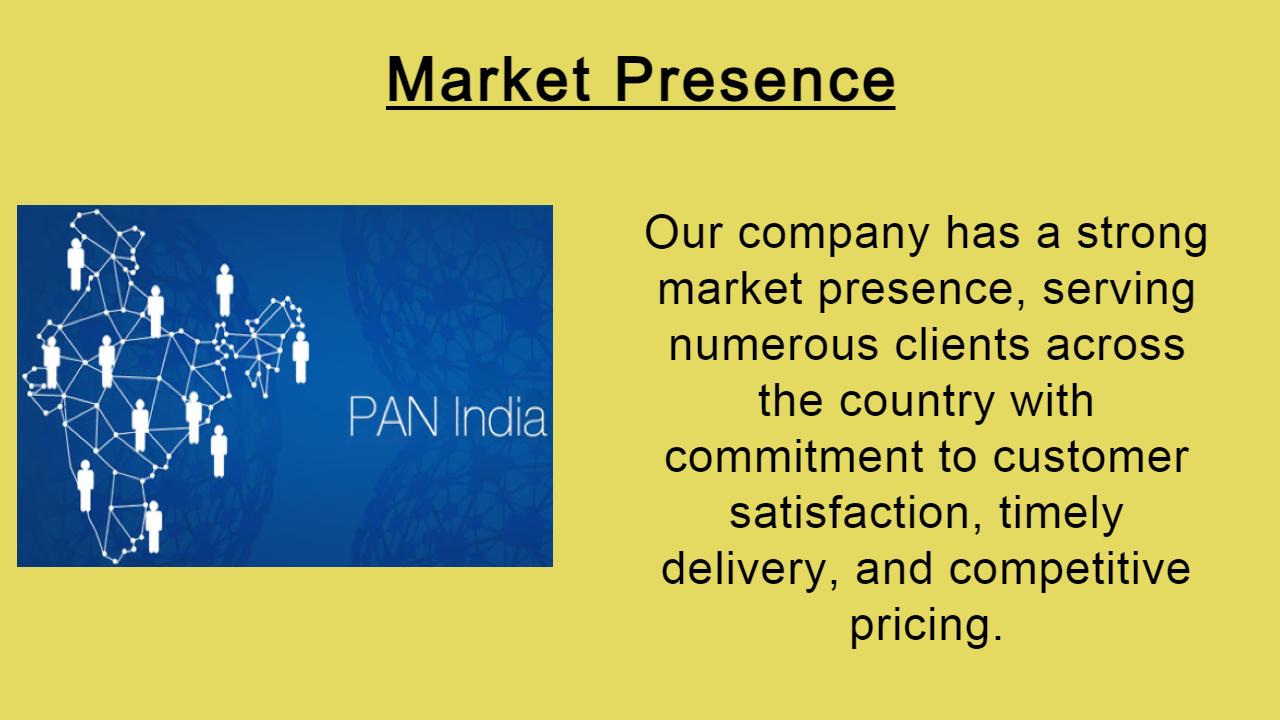 Market Presence
PAN India
Our company has a strong
market presence, serving
numerous clients across
the country with
commitment to customer
satisfaction, timely
delivery, and competitive
pricing.